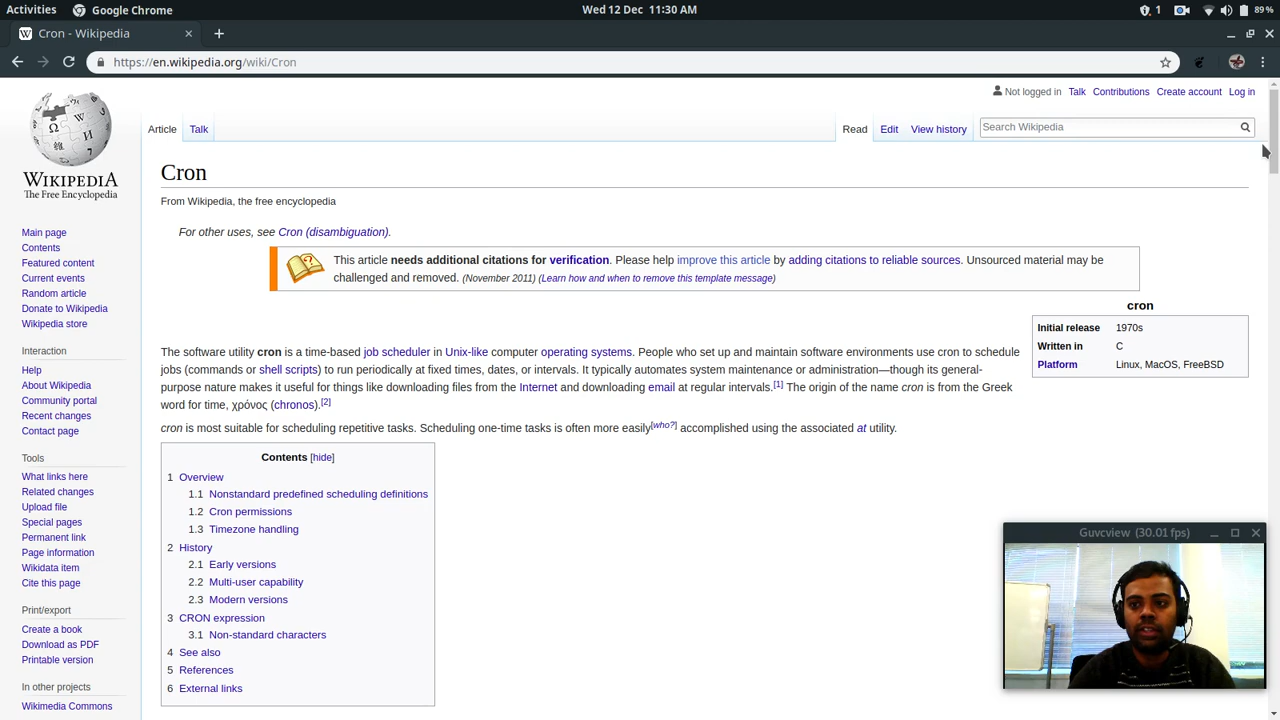 Activities Google Chrome Wed 12 Dec 11:30 AM 1 89 %
Cron - Wikipedia
https://en.wikipedia.org/wiki/Cron
Not logged in Talk Contributions Create account Log in
Article Talk Read Edit View history Search Wikipedia
WIKIPEDIA
The Free Encyclopedia
Main page
Contents
Featured content
Current events
Random article
Donate to Wikipedia
Wikipedia store
Interaction
Help
About Wikipedia
Community portal
Recent changes
Contact page
Tools
What links here
Related changes
Upload file
Special pages
Permanent link
Page information
Wikidata item
Cite this page
Print/export
Create a book
Download as PDF
Printable version
In other projects
Wikimedia Commons
Cron
From Wikipedia, the free encyclopedia
For other uses, see Cron (disambiguation).
This article needs additional citations for verification. Please help improve this article by adding citations to reliable sources. Unsourced material may be
challenged and removed. (November 2011) (Learn how and when to remove this template message)
cron
Initial release 1970s
Written in C
Platform Linux, MacOS, FreeBSD
The software utility cron is a time-based job scheduler in Unix-like computer operating systems. People who set up and maintain software environments use cron to schedule
jobs (commands or shell scripts) to run periodically at fixed times, dates, or intervals. It typically automates system maintenance or administration—though its general-
purpose nature makes it useful for things like downloading files from the Internet and downloading email at regular intervals.[1] The origin of the name cron is from the Greek
word for time, χρόνος (chronos).[2]
cron is most suitable for scheduling repetitive tasks. Scheduling one-time tasks is often more easily[who?] accomplished using the associated at utility.
Contents [hide]
1 Overview
1.1 Nonstandard predefined scheduling definitions
1.2 Cron permissions
1.3 Timezone handling
2 History
2.1 Early versions
2.2 Multi-user capability
2.3 Modern versions
3 CRON expression
3.1 Non-standard characters
4 See also
5 References
6 External links
Guvcview (30.01 fps)